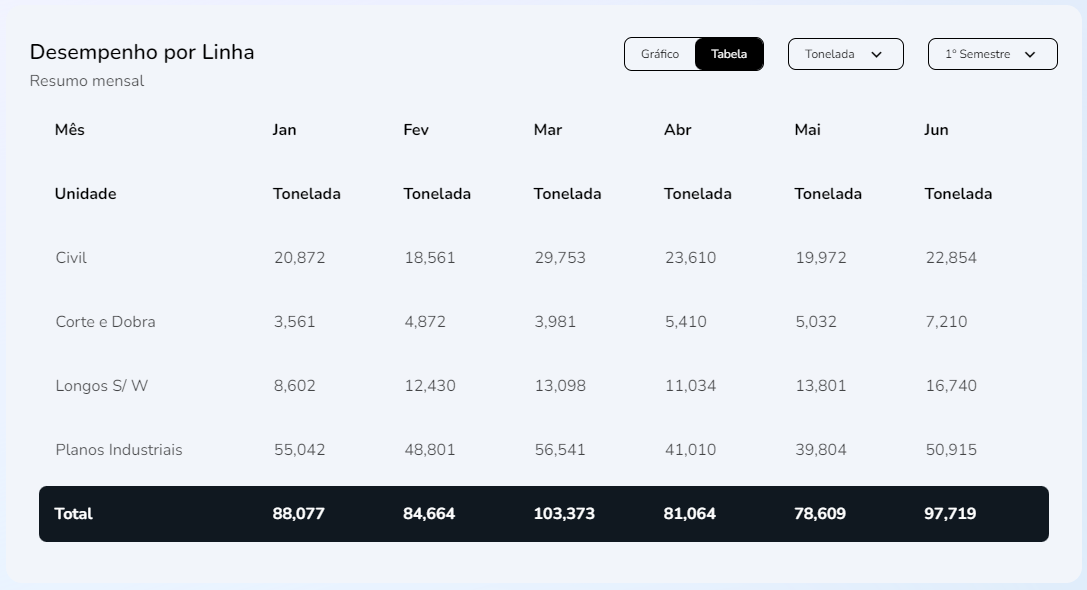 Desempenho por Linha
Resumo mensal
Gráfico Tabela Tonelada 1º Semestre
Mês Jan Fev Mar Abr Mai Jun
Unidade Tonelada Tonelada Tonelada Tonelada Tonelada Tonelada
Civil 20,872 18,561 29,753 23,610 19,972 22,854
Corte e Dobra 3,561 4,872 3,981 5,410 5,032 7,210
Longos S/ W 8,602 12,430 13,098 11,034 13,801 16,740
Planos Industriais 55,042 48,801 56,541 41,010 39,804 50,915
Total 88,077 84,664 103,373 81,064 78,609 97,719